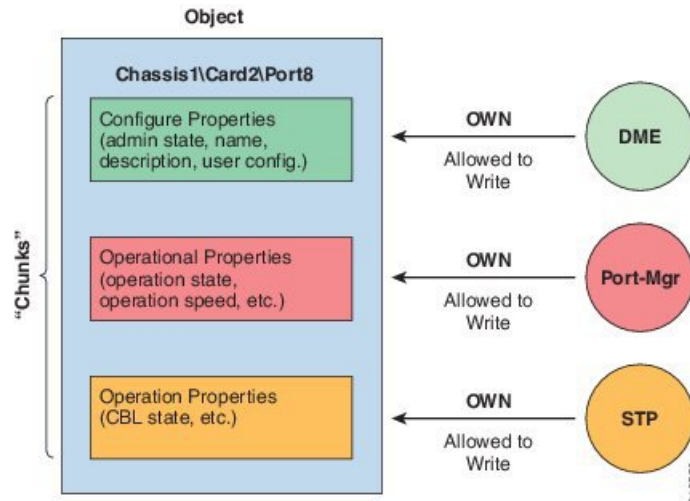 Object
Chassis1\Card2\Port8
"Chunks"
Configure Properties
(admin state, name,
description, user config.)
OWN
Allowed to
Write
DME
Operational Properties
(operation state,
operation speed, etc.)
OWN
Allowed to
Write
Port-Mgr
Operation Properties
(CBL state, etc.)
OWN
Allowed to
Write
STP